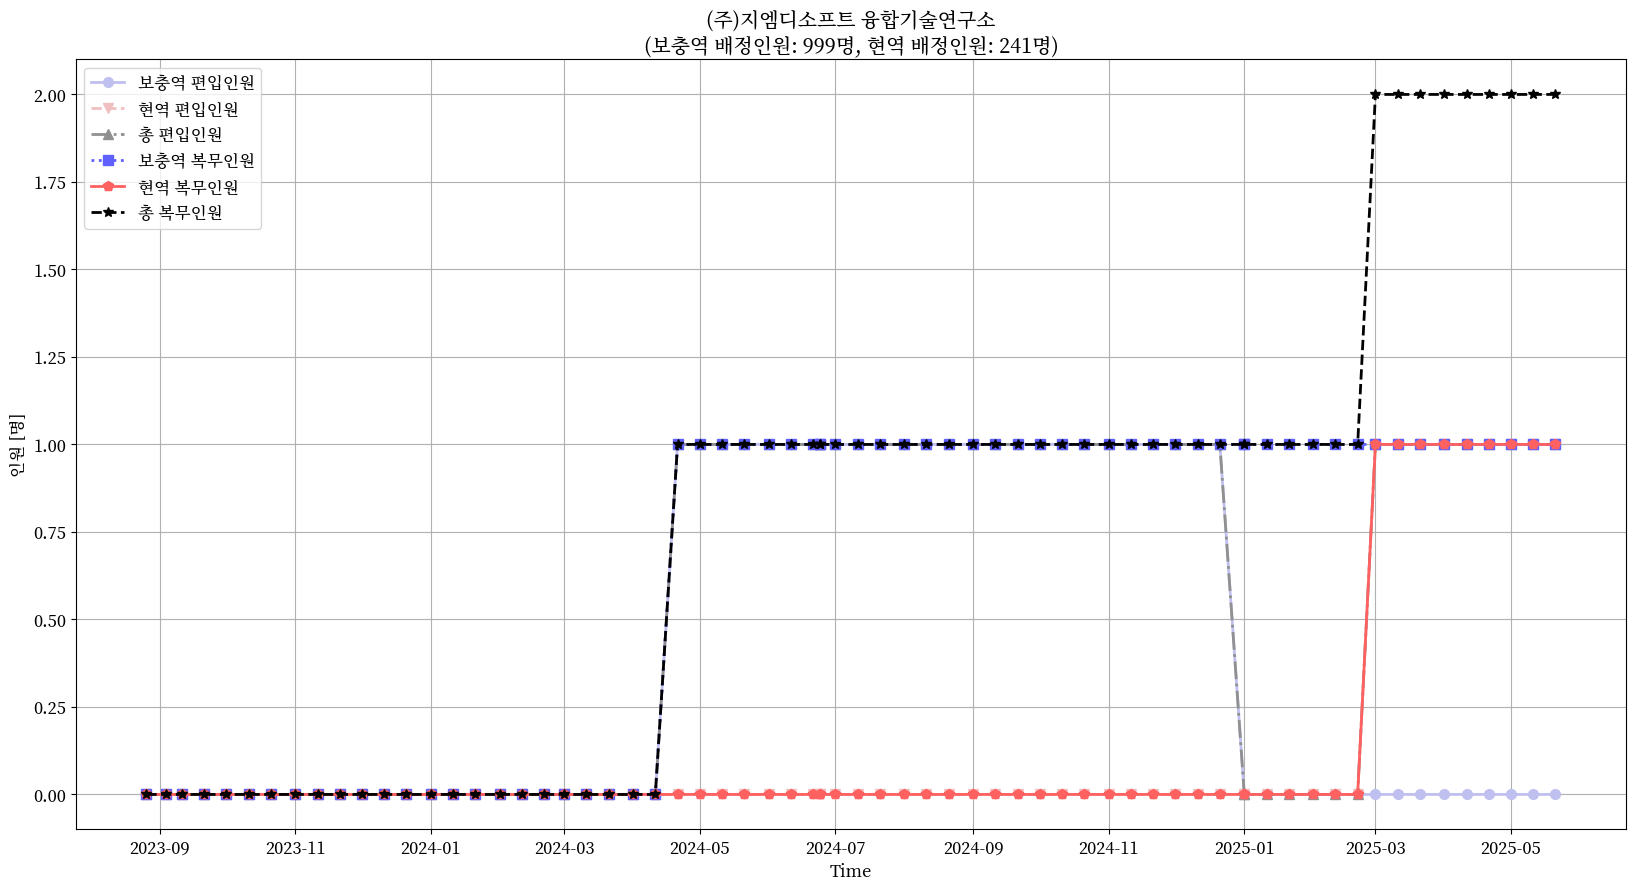 (주)지엠디소프트 융합기술연구소
(보충역 배정인원: 999명, 현역 배정인원: 241명)
보충역 편입인원
현역 편입인원
총 편입인원
보충역 복무인원
현역 복무인원
총 복무인원
2.00
1.75
1.50
1.25
1.00
0.75
0.50
0.25
0.00
인원 [명]
2023-09 2023-11 2024-01 2024-03 2024-05 2024-07 2024-09 2024-11 2025-01 2025-03 2025-05
Time